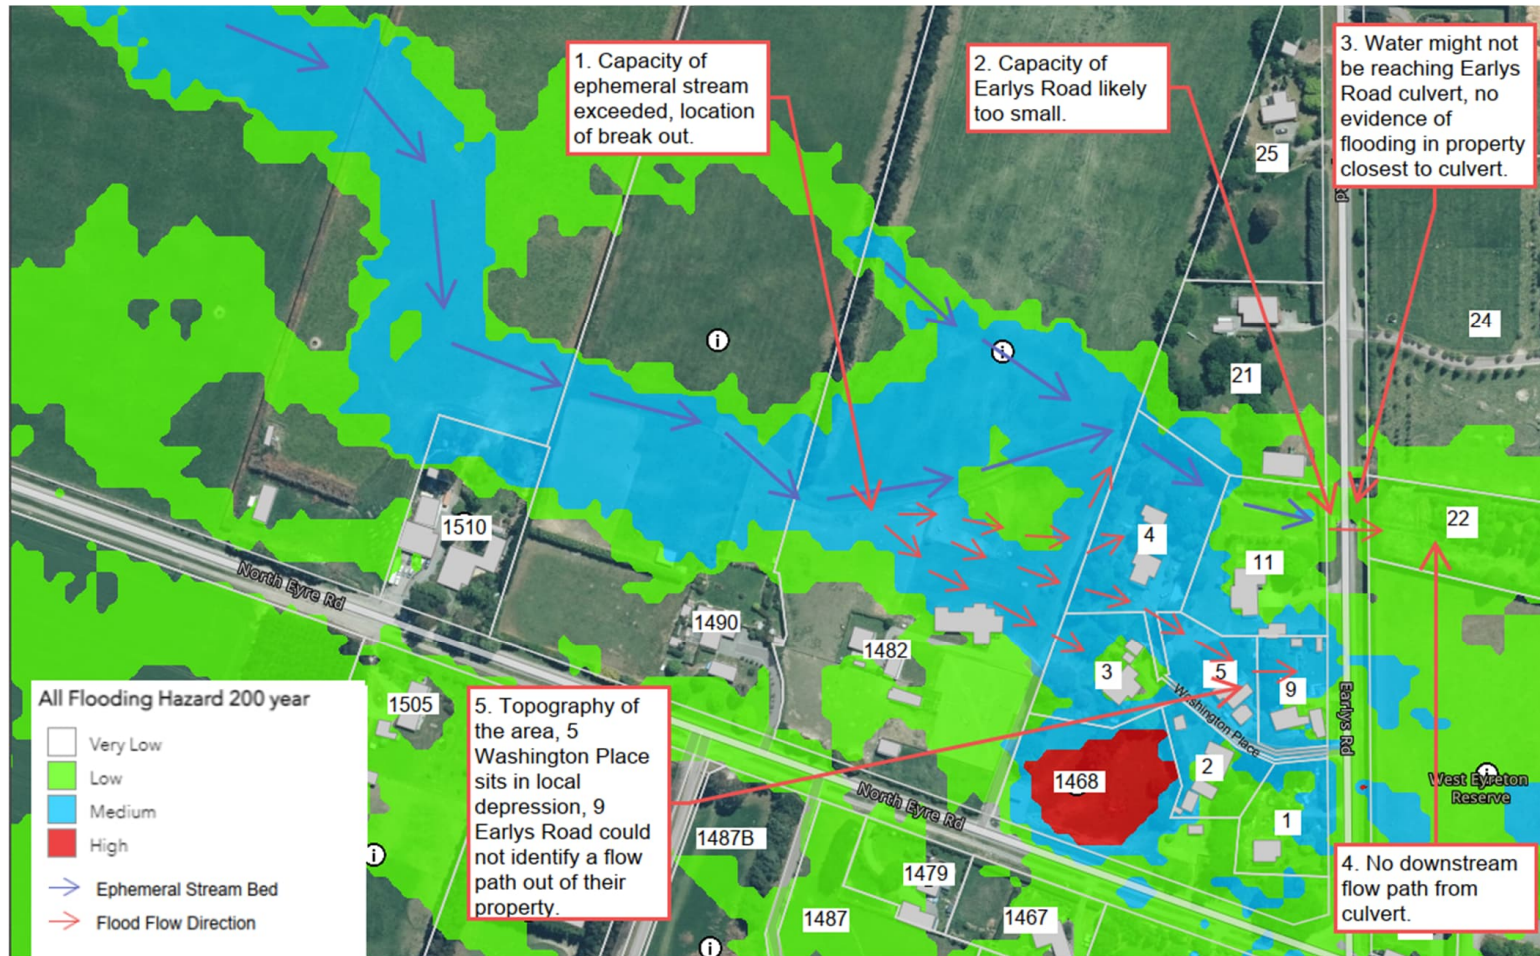 1. Capacity of
ephemeral stream
exceeded, location
of break out.
2. Capacity of
Earlys Road likely
too small.
3. Water might not
be reaching Earlys
Road culvert, no
evidence of
flooding in property
closest to culvert.
Rd
25
24
21
i
i
1510
4
22
11
North Eyre Rd
1490
1482
3
5
9
Washington Place
Earlys Rd
1505
5. Topography of
the area, 5
Washington Place
sits in local
depression, 9
Earlys Road could
not identify a flow
path out of their
property.
All Flooding Hazard 200 year
Very Low
Low
Medium
High
Ephemeral Stream Bed
Flood Flow Direction
1468
2
i
West Eyreton
Reserve
North Eyre Rd
1487B
1
i
1479
4. No downstream
flow path from
culvert.
1487
1467
i